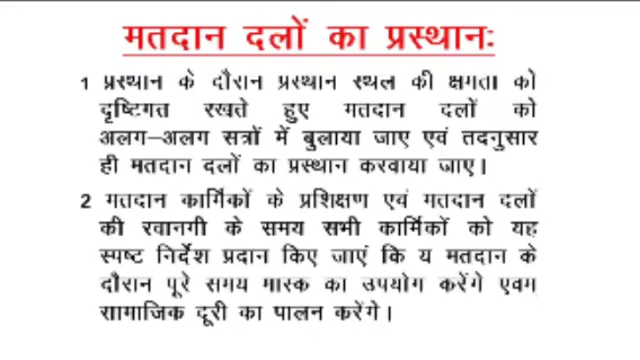 मतदान दलों का प्रस्थानः
1 प्रस्थान के दौरान प्रस्थान स्थल की क्षमता को
दृष्टिगत रखते हुए मतदान दलों को
अलग–अलग सत्रों में बुलाया जाए एवं तदनुसार
ही मतदान दलों का प्रस्थान करवाया जाए।
2 मतदान कार्मिकों के प्रशिक्षण एवं मतदान दलों
की रवानगी के समय सभी कार्मिकों को यह
स्पष्ट निर्देश प्रदान किए जाएं कि य मतदान के
दौरान पूरे समय मास्क का उपयोग करेंगे एवम
सामाजिक दूरी का पालन करेंगे।